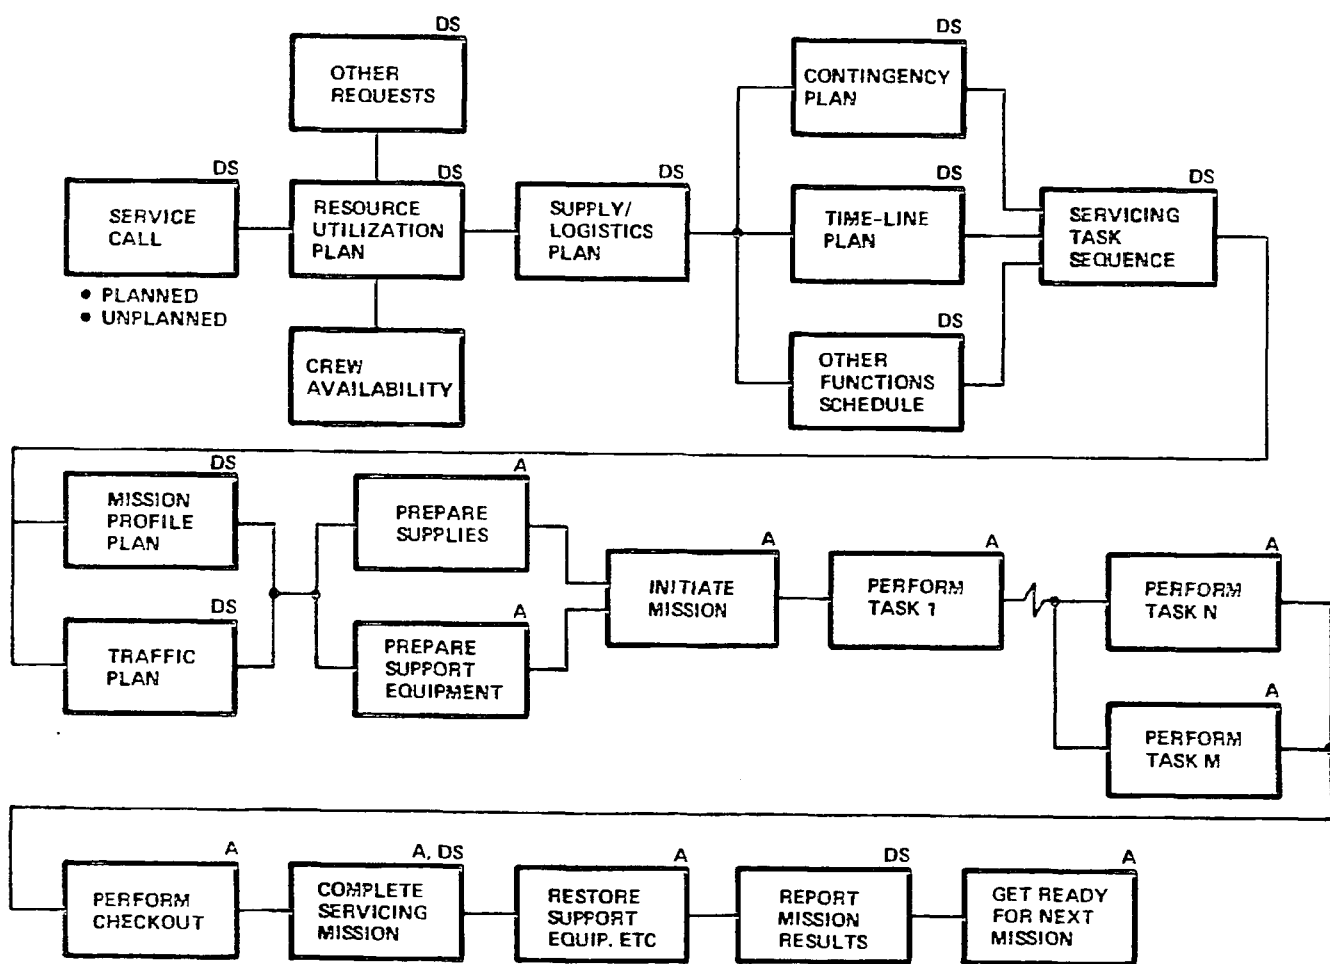 DS
OTHER
REQUESTS
DS
CONTINGENCY
PLAN
DS
SERVICE
CALL
• PLANNED
• UNPLANNED
DS
RESOURCE
UTILIZATION
PLAN
DS
SUPPLY/
LOGISTICS
PLAN
DS
TIME-LINE
PLAN
DS
SERVICING
TASK
SEQUENCE
CREW
AVAILABILITY
DS
OTHER
FUNCTIONS
SCHEDULE
DS
MISSION
PROFILE
PLAN
A
PREPARE
SUPPLIES
DS
TRAFFIC
PLAN
A
PREPARE
SUPPORT
EQUIPMENT
A
INITIATE
MISSION
A
PERFORM
TASK 1
A
PERFORM
TASK N
A
PERFORM
TASK M
A
PERFORM
CHECKOUT
A, DS
COMPLETE
SERVICING
MISSION
A
RESTORE
SUPPORT
EQUIP. ETC
DS
REPORT
MISSION
RESULTS
A
GET READY
FOR NEXT
MISSION